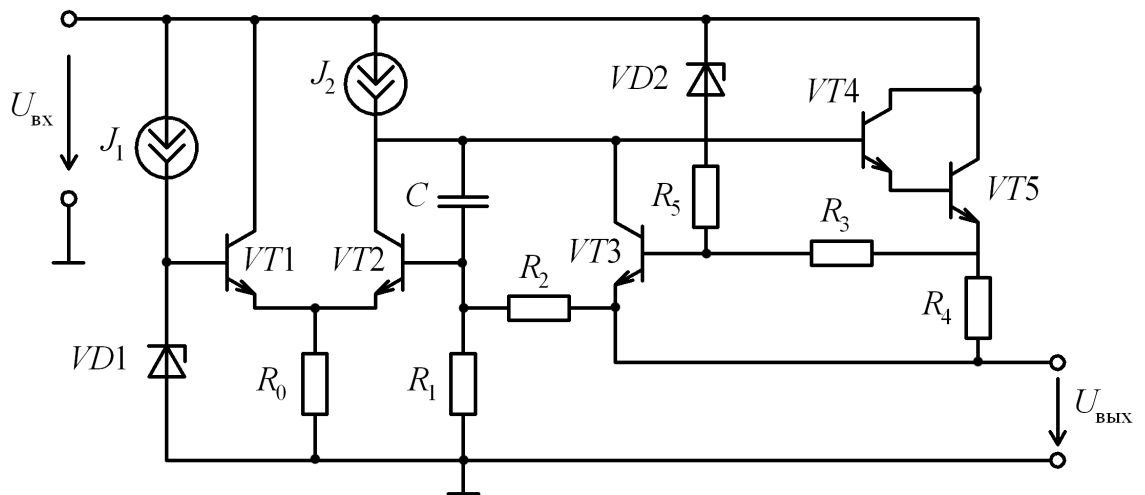 Uвх
J1
J2
VD2
VT4
VT5
C
R5
R3
VT1
VT2
VT3
R2
R4
VD1
R0
R1
Uвых